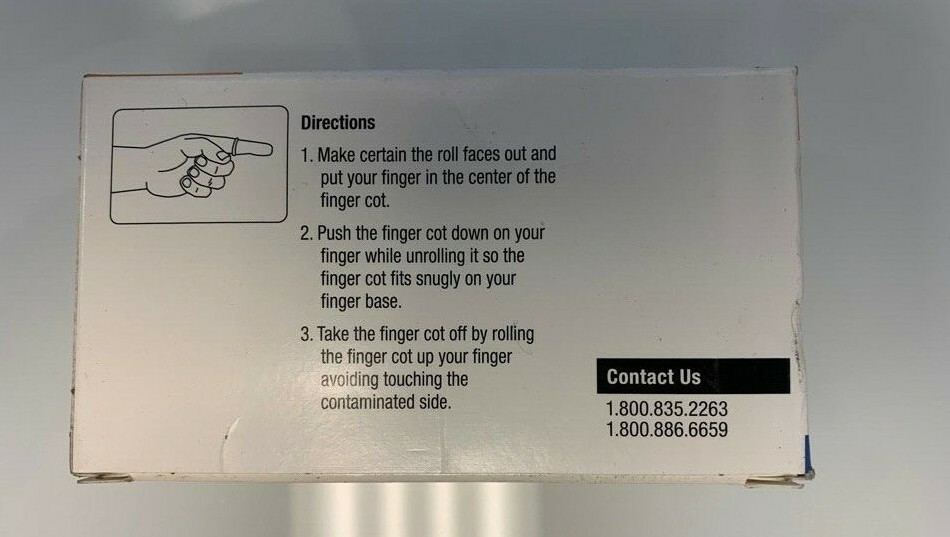 Directions
1. Make certain the roll faces out and
put your finger in the center of the
finger cot.
2. Push the finger cot down on your
finger while unrolling it so the
finger cot fits snugly on your
finger base.
3. Take the finger cot off by rolling
the finger cot up your finger
avoiding touching the
contaminated side.
Contact Us
1.800.835.2263
1.800.886.6659